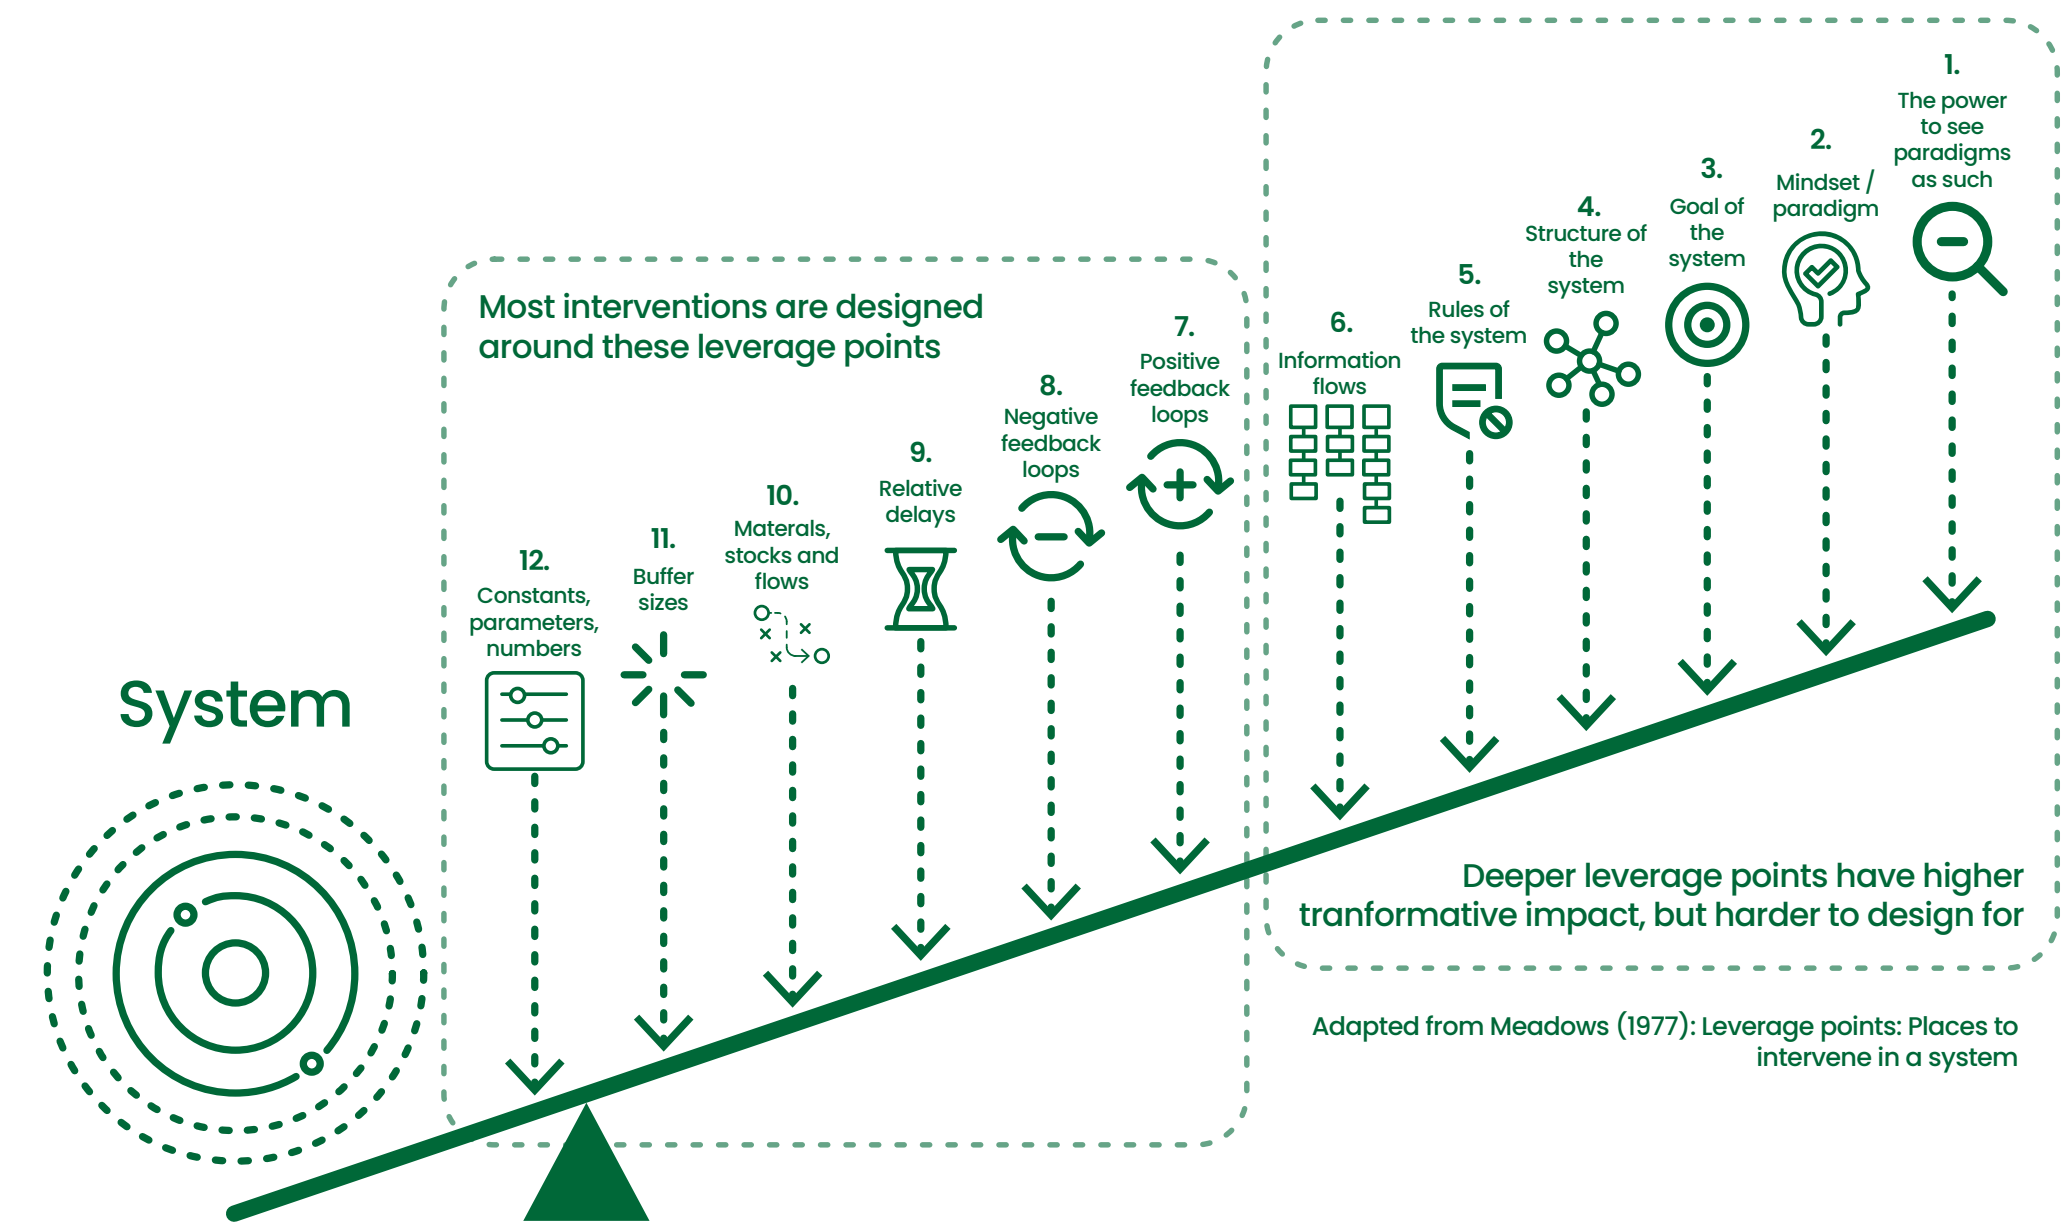 System
Most interventions are designed
around these leverage points
12.
Constants,
parameters,
numbers
11.
Buffer
sizes
10.
Materals,
stocks and
flows
9.
Relative
delays
8.
Negative
feedback
loops
7.
Positive
feedback
loops
6.
Information
flows
5.
Rules of
the system
4.
Structure of
the
system
3.
Goal of
the
system
2.
Mindset /
paradigm
1.
The power
to see
paradigms
as such
Deeper leverage points have higher
tranformative impact, but harder to design for
Adapted from Meadows (1977): Leverage points: Places to
intervene in a system